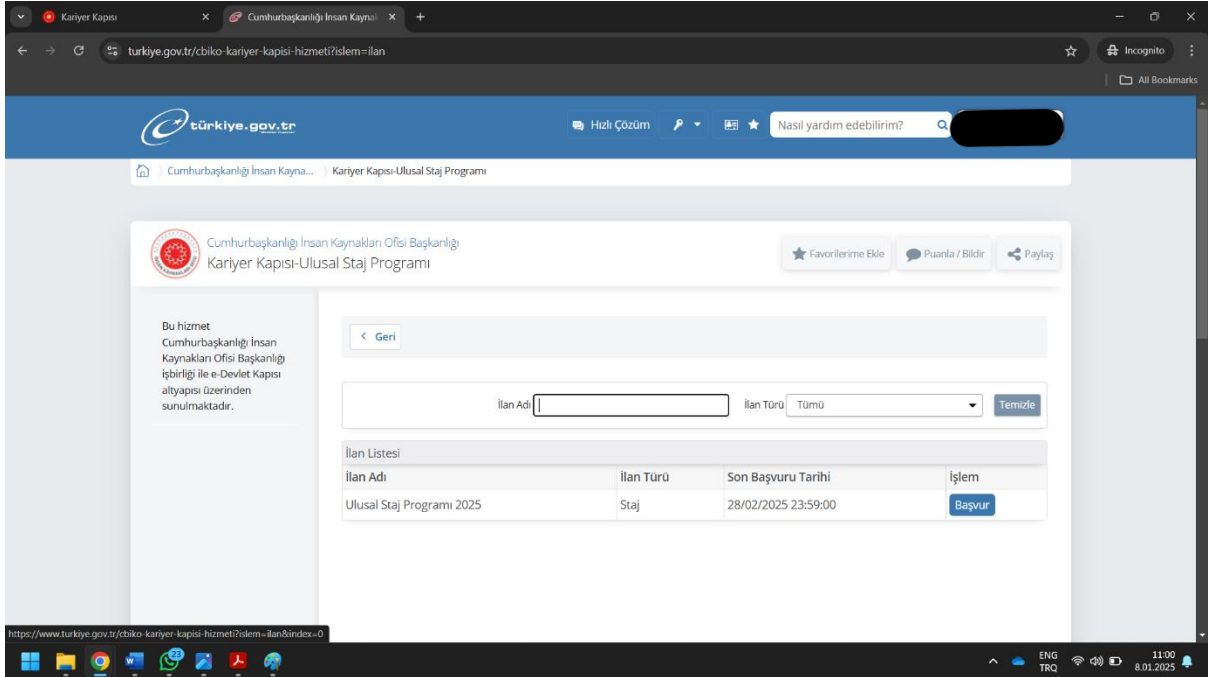 Kariyer Kapısı
Cumhurbaşkanlığı İnsan Kayna
turkiye.gov.tr/cbiko-kariyer-kapisi-hizmeti?islem=ilan
Incognito
All Bookmarks
türkiye.gov.tr
Hızlı Çözüm
Nasıl yardım edebilirim?
Cumhurbaşkanlığı İnsan Kayna...
Kariyer Kapısı-Ulusal Staj Programı
Cumhurbaşkanlığı İnsan Kaynakları Ofisi Başkanlığı
Kariyer Kapısı-Ulusal Staj Programı
Favorilerime Ekle
Puanla / Bildir
Paylaş
Bu hizmet
Cumhurbaşkanlığı İnsan
Kaynakları Ofisi Başkanlığı
işbirliği ile e-Devlet Kapısı
altyapısı üzerinden
sunulmaktadır.
Geri
İlan Adı
İlan Türü Tümü
Temizle
İlan Listesi
İlan Adı İlan Türü Son Başvuru Tarihi İşlem
Ulusal Staj Programı 2025 Staj 28/02/2025 23:59:00 Başvur
https://www.turkiye.gov.tr/cbiko-kariyer-kapisi-hizmeti?islem=ilan&index=0
23
ENG
TRQ
11:00
8.01.2025